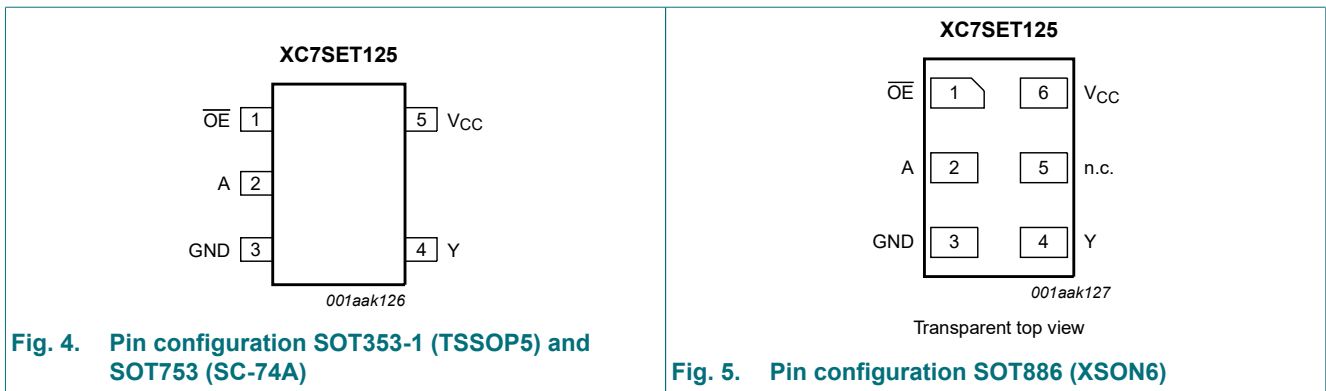 XC7SET125
OE 1 5 VCC
A 2
GND 3 4 Y
001aak126
Fig. 4. Pin configuration SOT353-1 (TSSOP5) and
SOT753 (SC-74A)
XC7SET125
OE 1 6 VCC
A 2 5 n.c.
GND 3 4 Y
001aak127
Transparent top view
Fig. 5. Pin configuration SOT886 (XSON6)